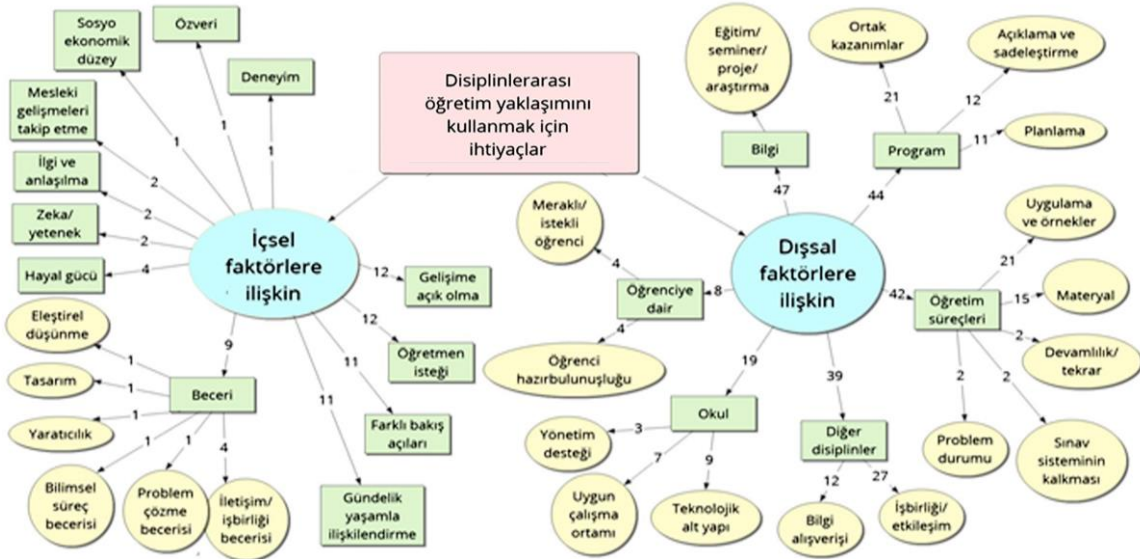 Disiplinlerarası
öğretim yaklaşımını
kullanmak için
ihtiyaçlar
İçsel
faktörlere
ilişkin
Sosyo
ekonomik
düzey
1
Özveri
1
Deneyim
1
Mesleki
gelişmeleri
takip etme
2
İlgi ve
anlaşılma
2
Zeka/
yetenek
2
Hayal gücü
4
9
Beceri
Eleştirel
düşünme
1
Tasarım
1
Yaratıcılık
1
Bilimsel
süreç
becerisi
1
Problem
çözme
becerisi
1
İletişim/
işbirliği
becerisi
4
11
Gündelik
yaşamla
ilişkilendirme
11
Farklı bakış
açıları
12
Öğretmen
isteği
12
Gelişime
açık olma
Dışsal
faktörlere
ilişkin
47
Bilgi
Eğitim/
seminer/
proje/
araştırma
44
Program
21
Ortak
kazanımlar
12
Açıklama ve
sadeleştirme
11
Planlama
42
Öğretim
süreçleri
21
Uygulama
ve örnekler
15
Materyal
2
Devamlılık/
tekrar
2
Sınav
sisteminin
kalkması
2
Problem
durumu
39
Diğer
disiplinler
27
İşbirliği/
etkileşim
12
Bilgi
alışverişi
19
Okul
3
Yönetim
desteği
7
Uygun
çalışma
ortamı
9
Teknolojik
alt yapı
8
Öğrenciye
dair
4
Meraklı/
istekli
öğrenci
4
Öğrenci
hazırbulunuşluğu